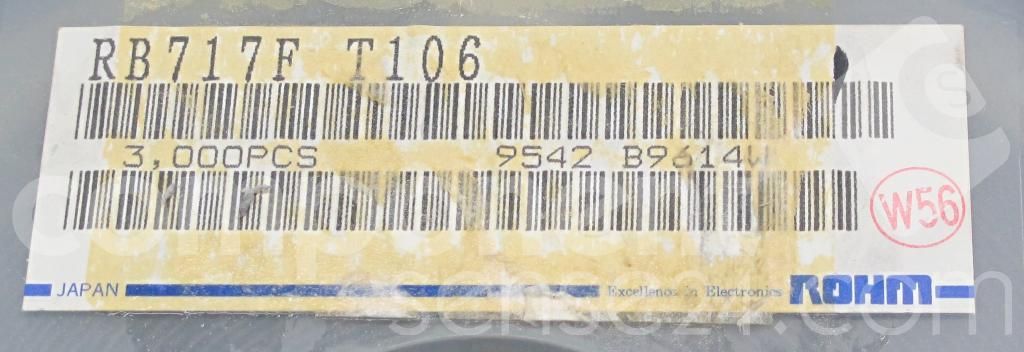 RB717F T106
3,000PCS 9542 B9614W
W56
JAPAN Excellence in Electronics ROHM